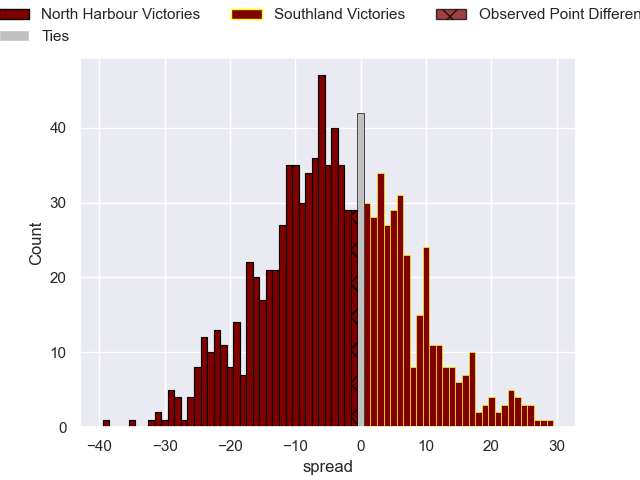 North Harbour Victories
Southland Victories
Observed Point Differen
Ties
40
30
20
10
0
Count
−40
−30
−20
−10
0
10
20
30
spread